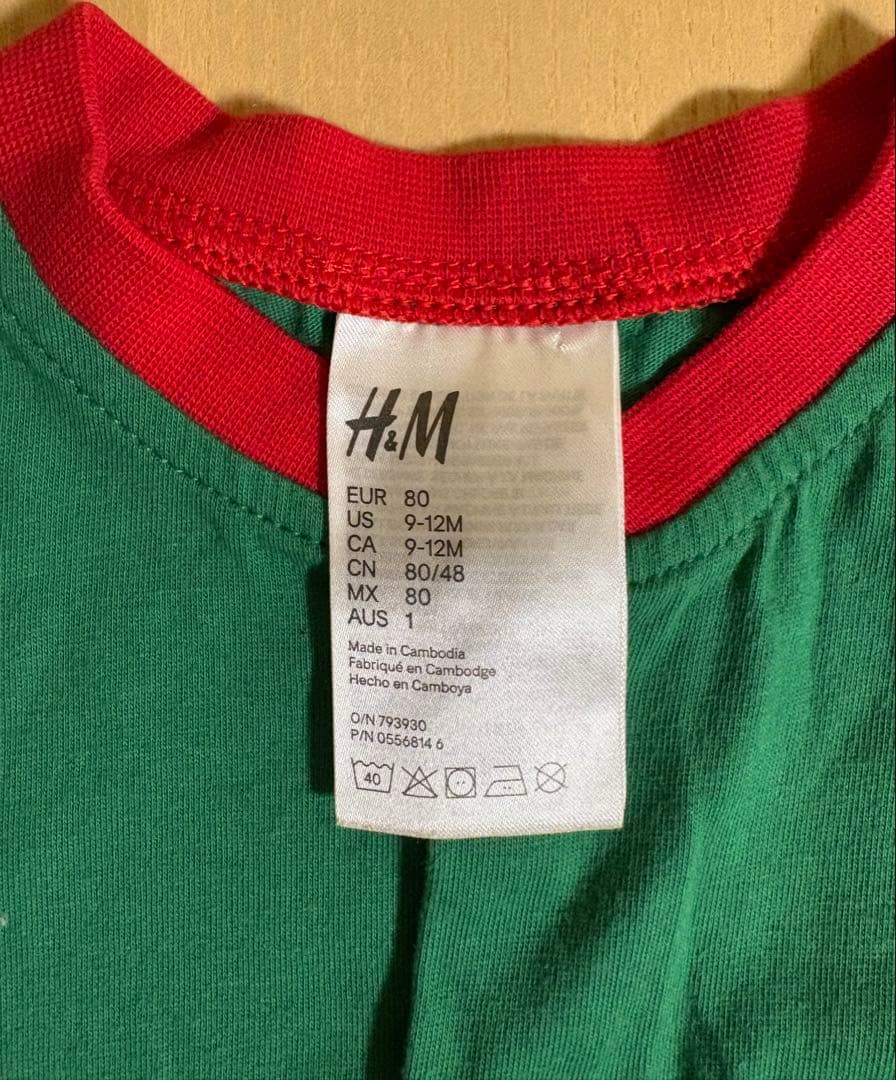 H&M
EUR 80
US 9-12M
CA 9-12M
CN 80/48
MX 80
AUS 1
Made in Cambodia
Fabriqué en Cambodge
Hecho en Camboya
O/N 793930
P/N 0556814 6
40